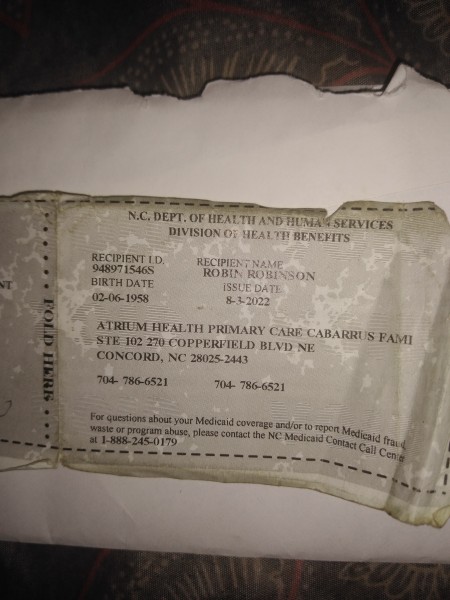 N.C. DEPT. OF HEALTH AND HUMAN SERVICES
DIVISION OF HEALTH BENEFITS
RECIPIENT I.D. RECIPIENT NAME
948971546S ROBIN ROBINSON
BIRTH DATE ISSUE DATE
02-06-1958 8-3-2022
NT
FOLD HERE
ATRIUM HEALTH PRIMARY CARE CABARRUS FAMI
STE 102 270 COPPERFIELD BLVD NE
CONCORD, NC 28025-2443
704- 786-6521 704- 786-6521
For questions about your Medicaid coverage and/or to report Medicaid fraud,
waste or program abuse, please contact the NC Medicaid Contact Call Cente
at 1-888-245-0179